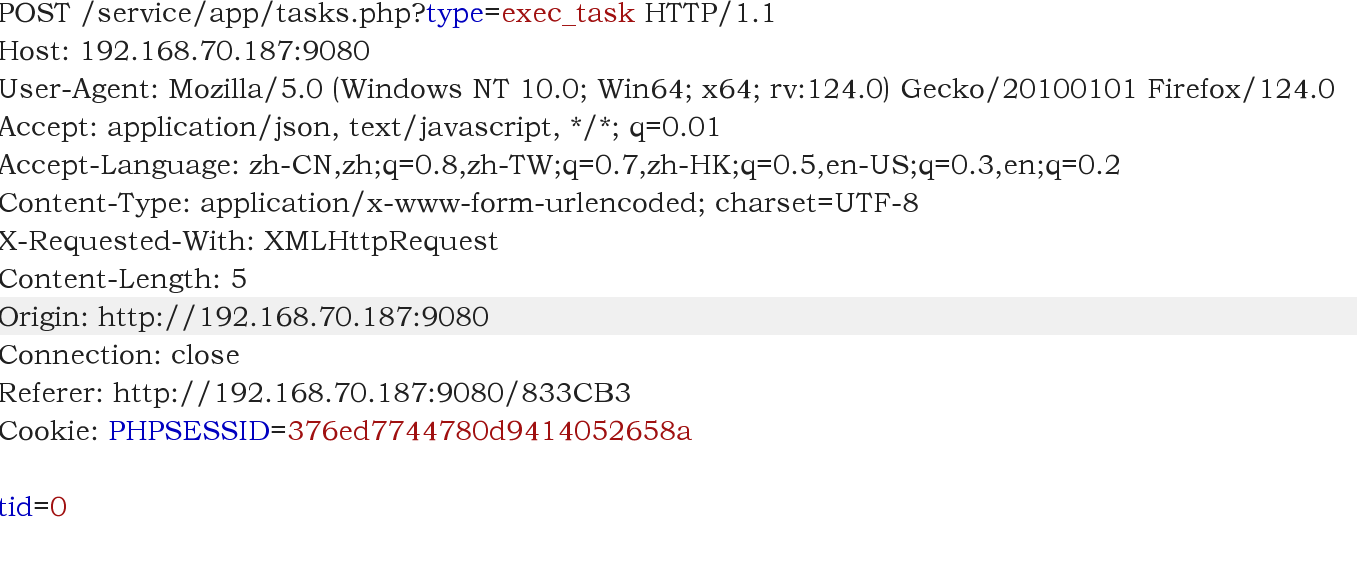 POST /service/app/tasks.php?type=exec_task HTTP/1.1
Host: 192.168.70.187:9080
User-Agent: Mozilla/5.0 (Windows NT 10.0; Win64; x64; rv:124.0) Gecko/20100101 Firefox/124.0
Accept: application/json, text/javascript, */*; q=0.01
Accept-Language: zh-CN,zh;q=0.8,zh-TW;q=0.7,zh-HK;q=0.5,en-US;q=0.3,en;q=0.2
Content-Type: application/x-www-form-urlencoded; charset=UTF-8
X-Requested-With: XMLHttpRequest
Content-Length: 5
Origin: http://192.168.70.187:9080
Connection: close
Referer: http://192.168.70.187:9080/833CB3
Cookie: PHPSESSID=376ed7744780d9414052658a
tid=0